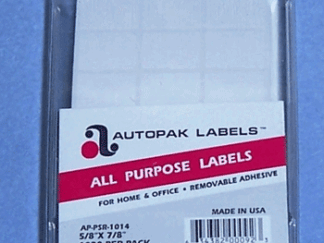 a AUTOPAK LABELS™
ALL PURPOSE LABELS
FOR HOME & OFFICE • REMOVABLE ADHESIVE
MADE IN USA
AP-PSR-1014
5/8"X 7/8"